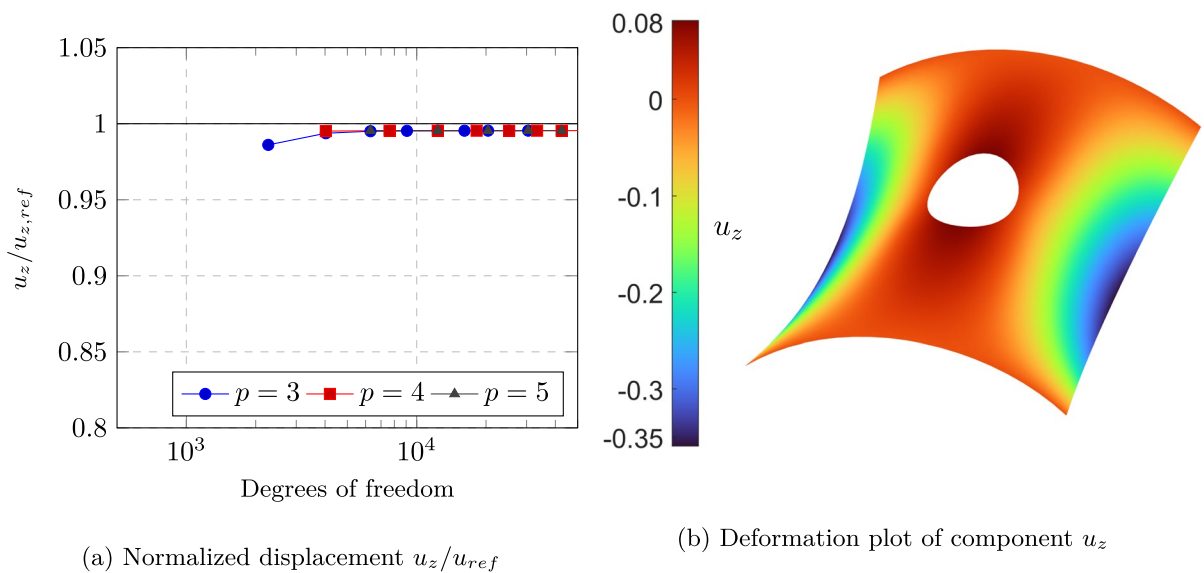 1.05
1
0.95
0.9
0.85
0.8
u_z/u_{z,ref}
p = 3 p = 4 p = 5
10^3 10^4
Degrees of freedom
(a) Normalized displacement u_z/u_{ref}
0.08
0
-0.1
-0.2
-0.3
-0.35
u_z
(b) Deformation plot of component u_z